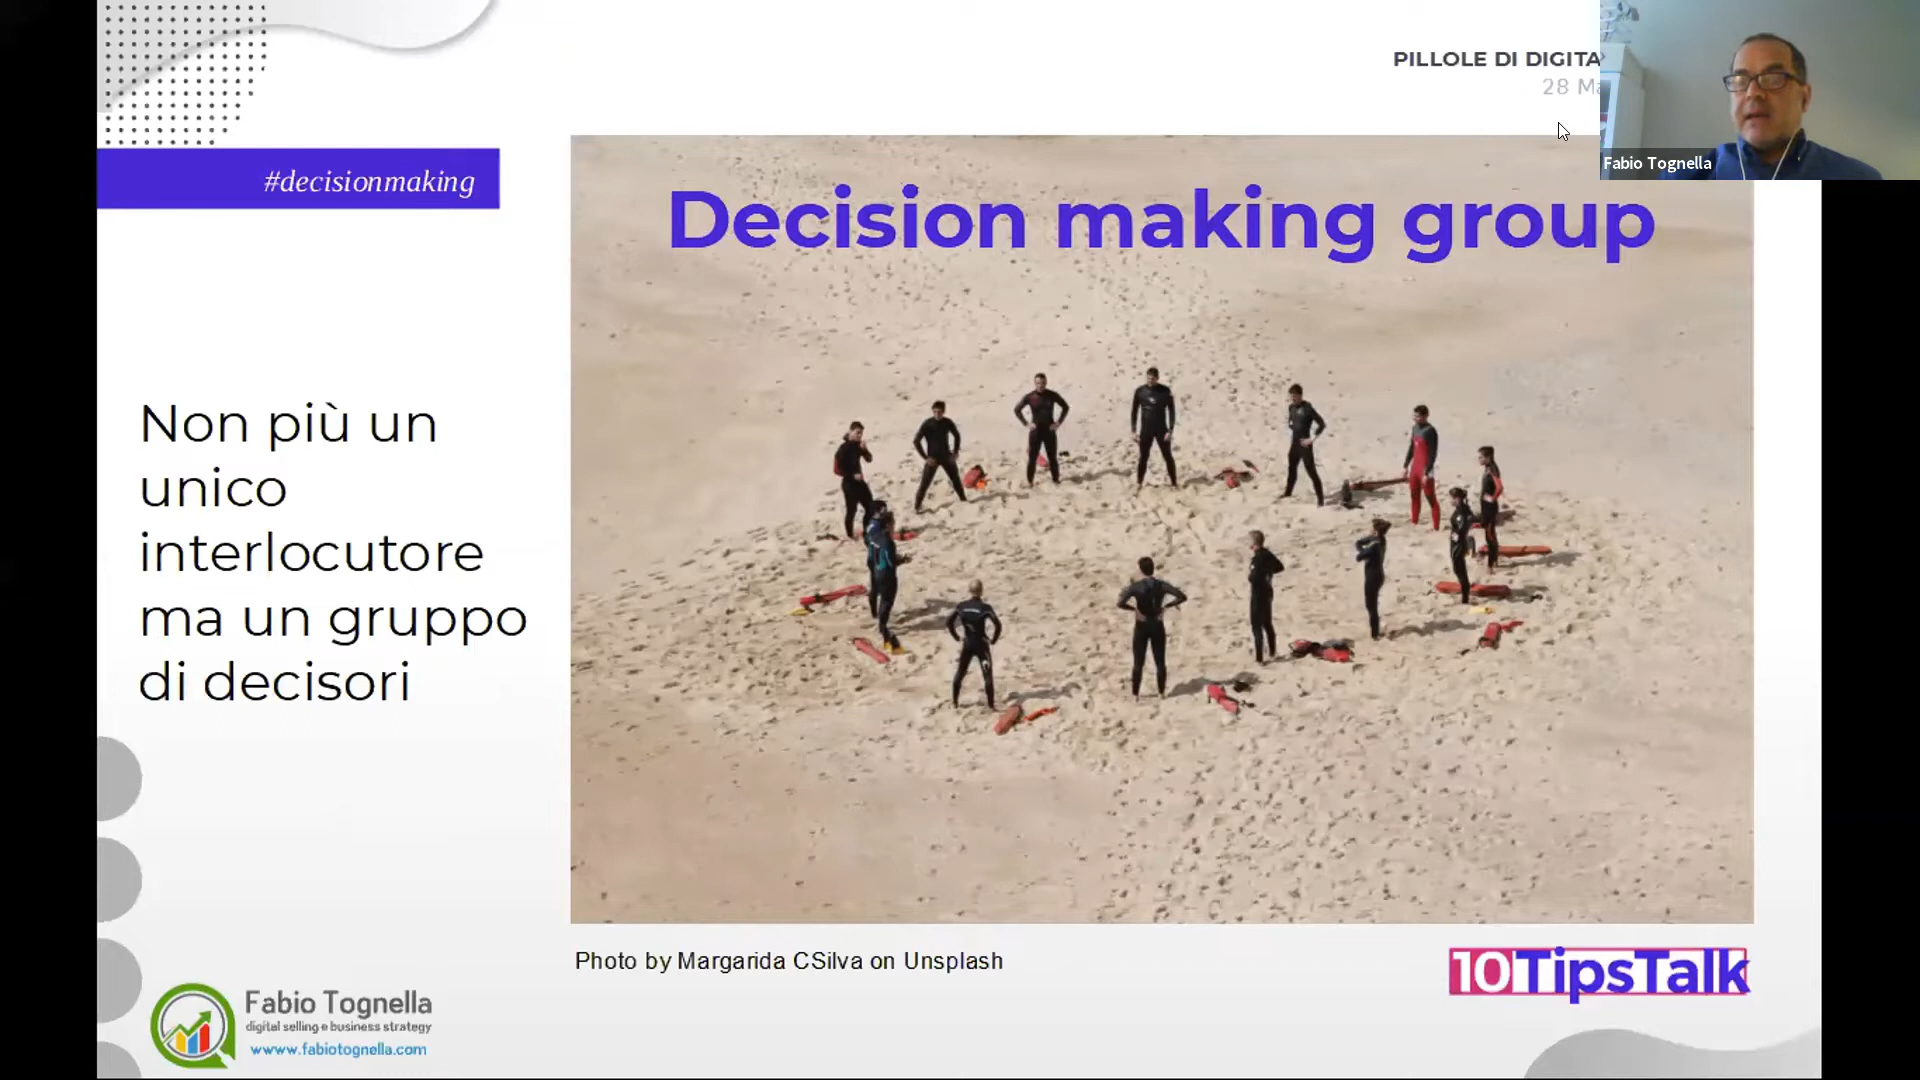 PILLOLE DI DIGITA
28 Ma
Fabio Tognella
#decisionmaking
Decision making group
Non più un
unico
interlocutore
ma un gruppo
di decisori
Photo by Margarida CSilva on Unsplash
10TipsTalk
Fabio Tognella
digital selling e business strategy
www.fabiotognella.com